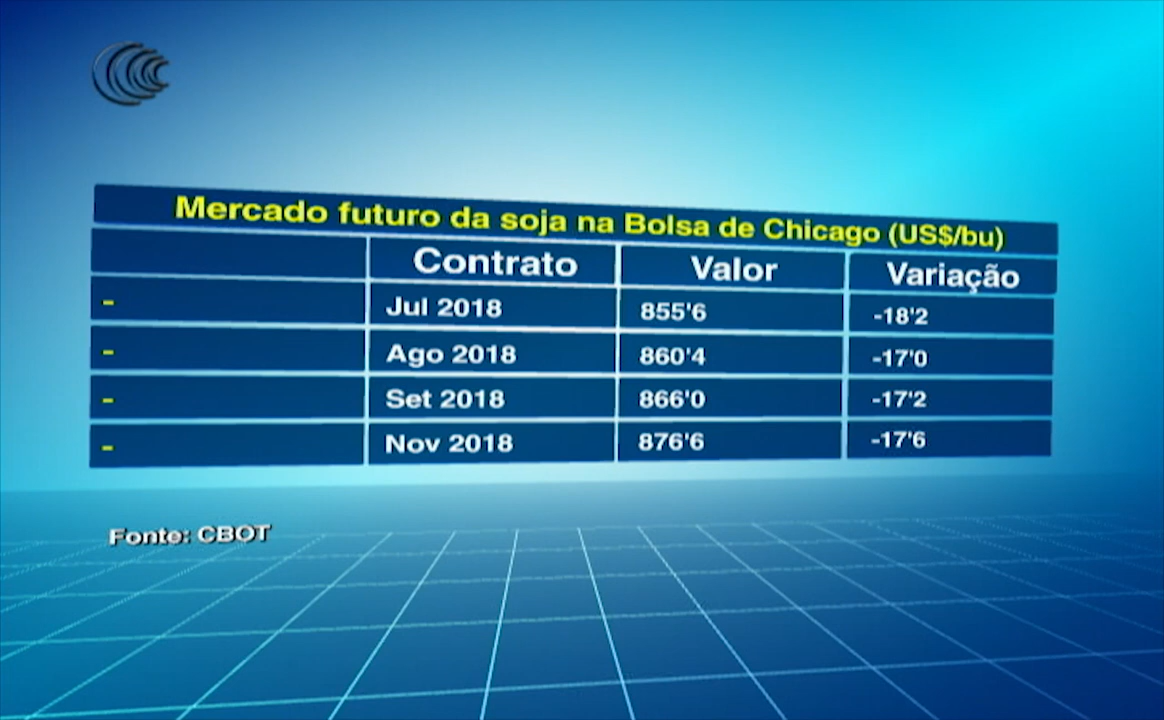 Mercado futuro da soja na Bolsa de Chicago (US$/bu)
Contrato Valor Variação
- Jul 2018 855'6 -18'2
- Ago 2018 860'4 -17'0
- Set 2018 866'0 -17'2
- Nov 2018 876'6 -17'6
Fonte: CBOT